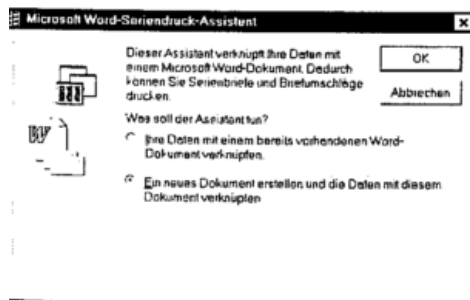 Microsoft Word-Seriendruck-Assistent
Dieser Assistent verknüpft Ihre Daten mit
einem Microsoft Word-Dokument. Dadurch
können Sie Serienbriefe und Briefumschläge
drucken.
OK
Abbrechen
Was soll der Assistent tun?
Ihre Daten mit einem bereits vorhandenen Word-
Dokument verknüpfen.
Ein neues Dokument erstellen und die Daten mit diesem
Dokument verknüpfen
W